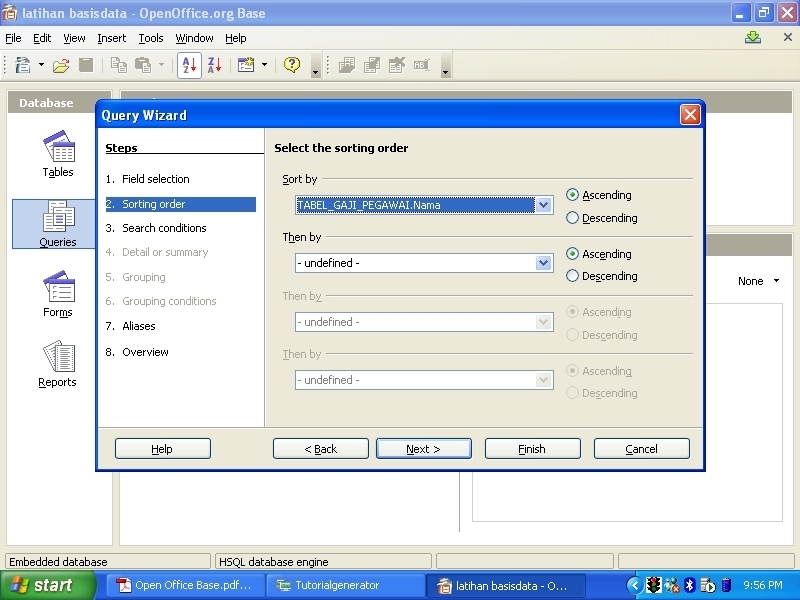 latihan basisdata - OpenOffice.org Base
File Edit View Insert Tools Window Help
Database
Tables
Queries
Forms
Reports
Query Wizard
Steps
1. Field selection
2. Sorting order
3. Search conditions
4. Detail or summary
5. Grouping
6. Grouping conditions
7. Aliases
8. Overview
Select the sorting order
Sort by
TABEL_GAJI_PEGAWAI.Nama
Ascending
Descending
Then by
- undefined -
Ascending
Descending
Then by
- undefined -
Ascending
Descending
Then by
- undefined -
Ascending
Descending
None
Help
< Back
Next >
Finish
Cancel
Embedded database
HSQL database engine
start
Open Office Base.pdf...
Tutorialgenerator
latihan basisdata - O...
9:56 PM